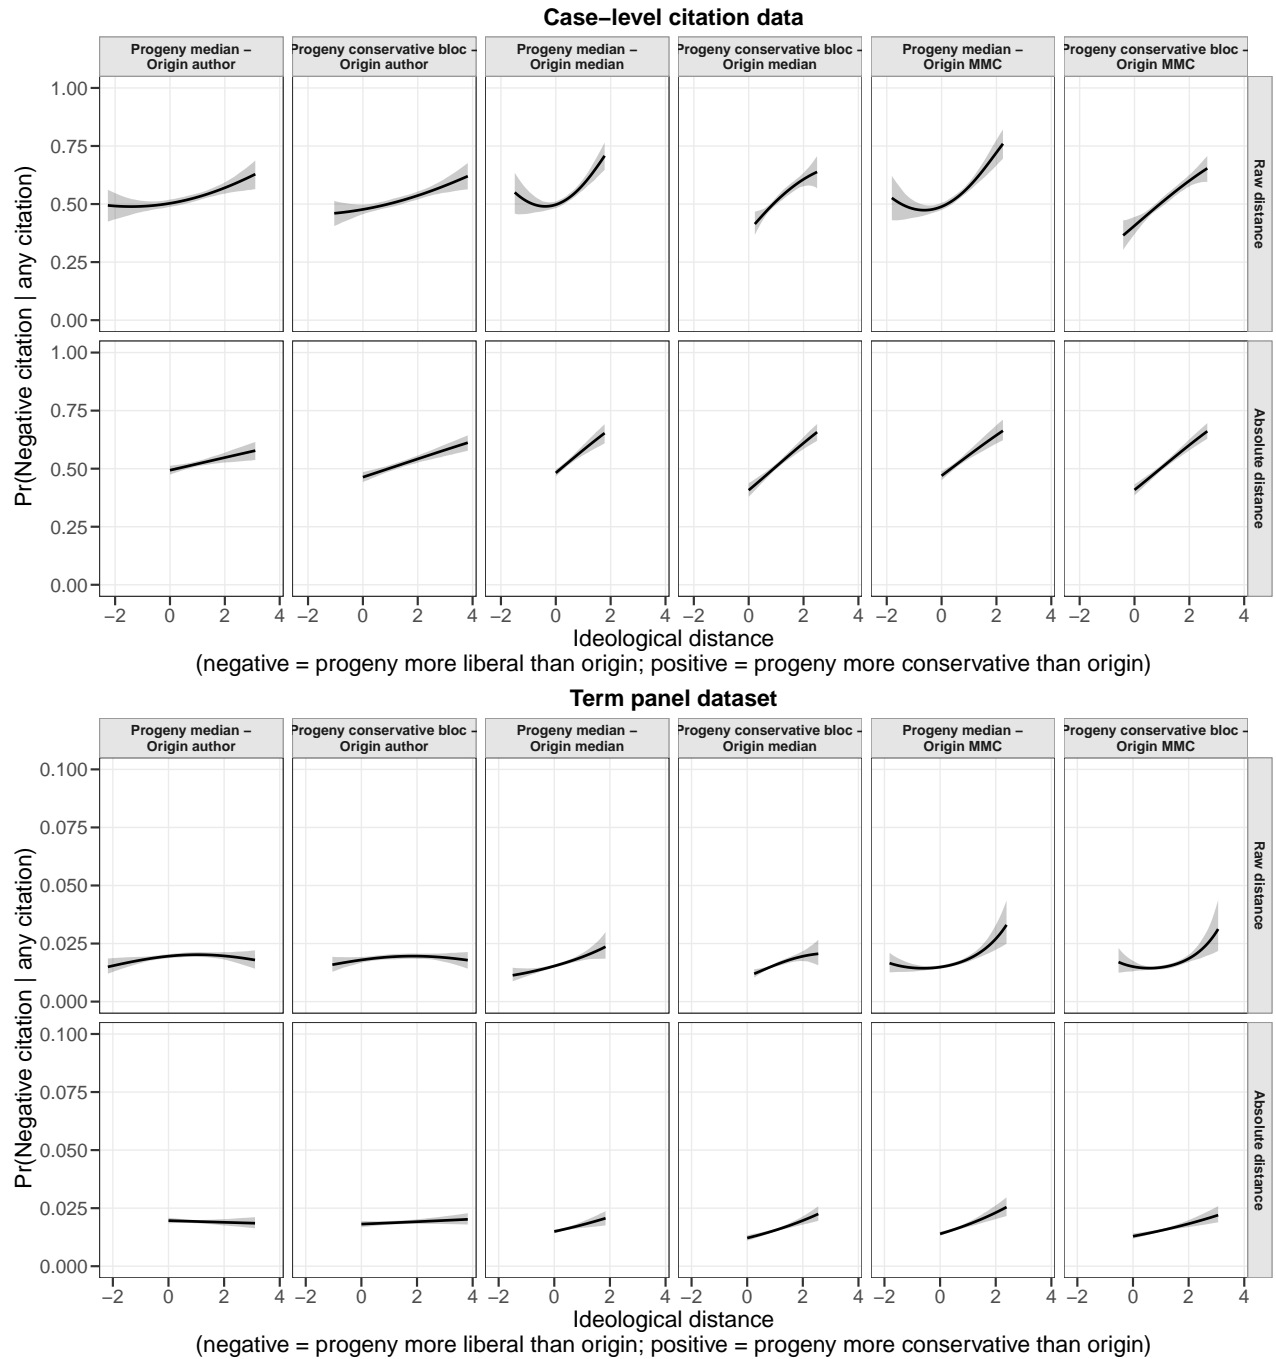 Case−level citation data
Progeny median −
Origin author
Progeny conservative bloc −
Origin author
Progeny median −
Origin median
Progeny conservative bloc −
Origin median
Progeny median −
Origin MMC
Progeny conservative bloc −
Origin MMC
Pr(Negative citation | any citation)
1.00
0.75
0.50
0.25
0.00
Raw distance
1.00
0.75
0.50
0.25
0.00
Absolute distance
−2 0 2 4 −2 0 2 4 −2 0 2 4 −2 0 2 4 −2 0 2 4 −2 0 2 4
Ideological distance
(negative = progeny more liberal than origin; positive = progeny more conservative than origin)
Term panel dataset
Progeny median −
Origin author
Progeny conservative bloc −
Origin author
Progeny median −
Origin median
Progeny conservative bloc −
Origin median
Progeny median −
Origin MMC
Progeny conservative bloc −
Origin MMC
Pr(Negative citation | any citation)
0.100
0.075
0.050
0.025
0.000
Raw distance
0.100
0.075
0.050
0.025
0.000
Absolute distance
−2 0 2 4 −2 0 2 4 −2 0 2 4 −2 0 2 4 −2 0 2 4 −2 0 2 4
Ideological distance
(negative = progeny more liberal than origin; positive = progeny more conservative than origin)